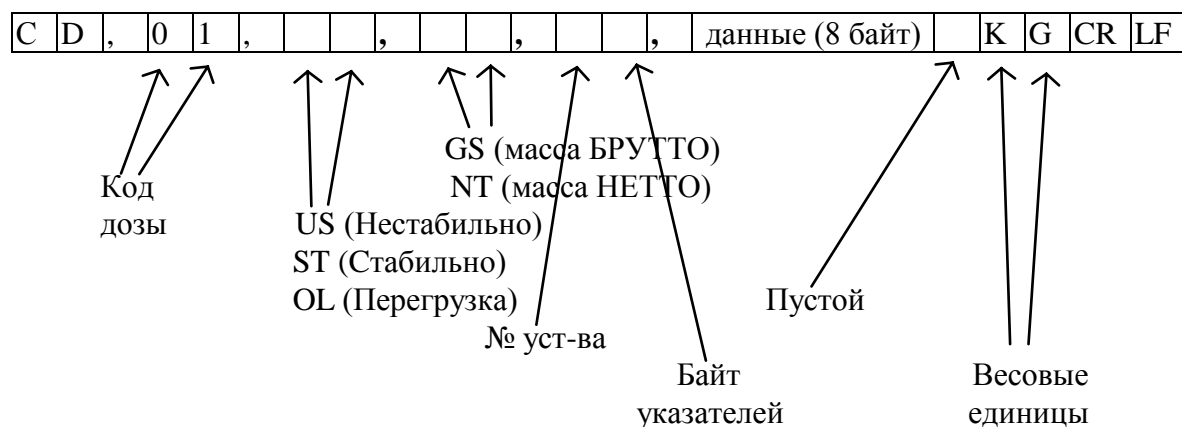 C D , 0 1 , , , , данные (8 байт) K G CR LF
GS (масса БРУТТО)
NT (масса НЕТТО)
Код
дозы
US (Нестабильно)
ST (Стабильно)
OL (Перегрузка)
Пустой
№ уст-ва
Байт
указателей
Весовые
единицы